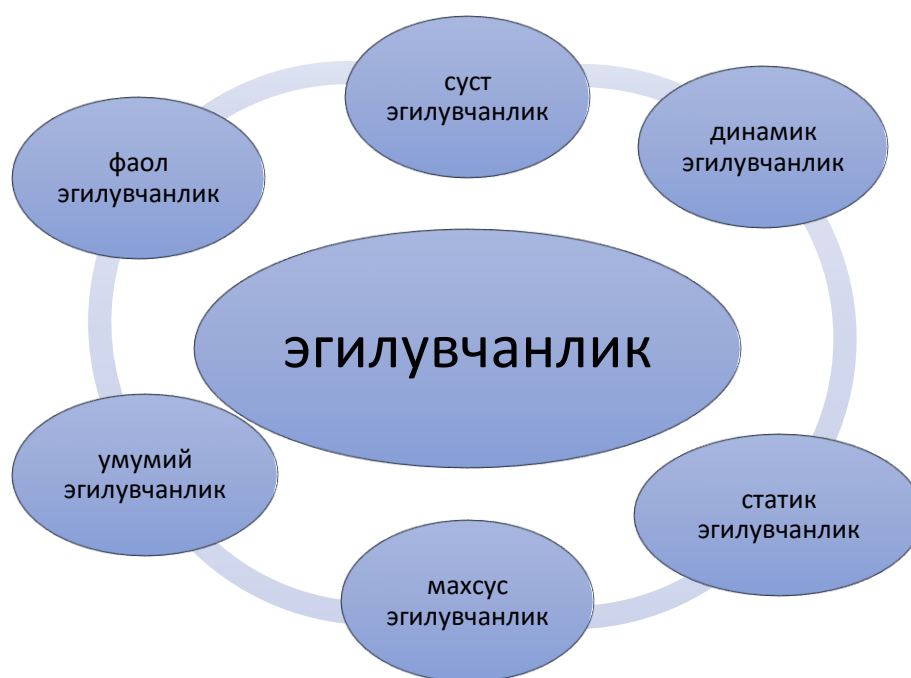 суст
эгилувчанлик
динамик
эгилувчанлик
фаол
эгилувчанлик
эгилувчанлик
умумий
эгилувчанлик
статик
эгилувчанлик
махсус
эгилувчанлик